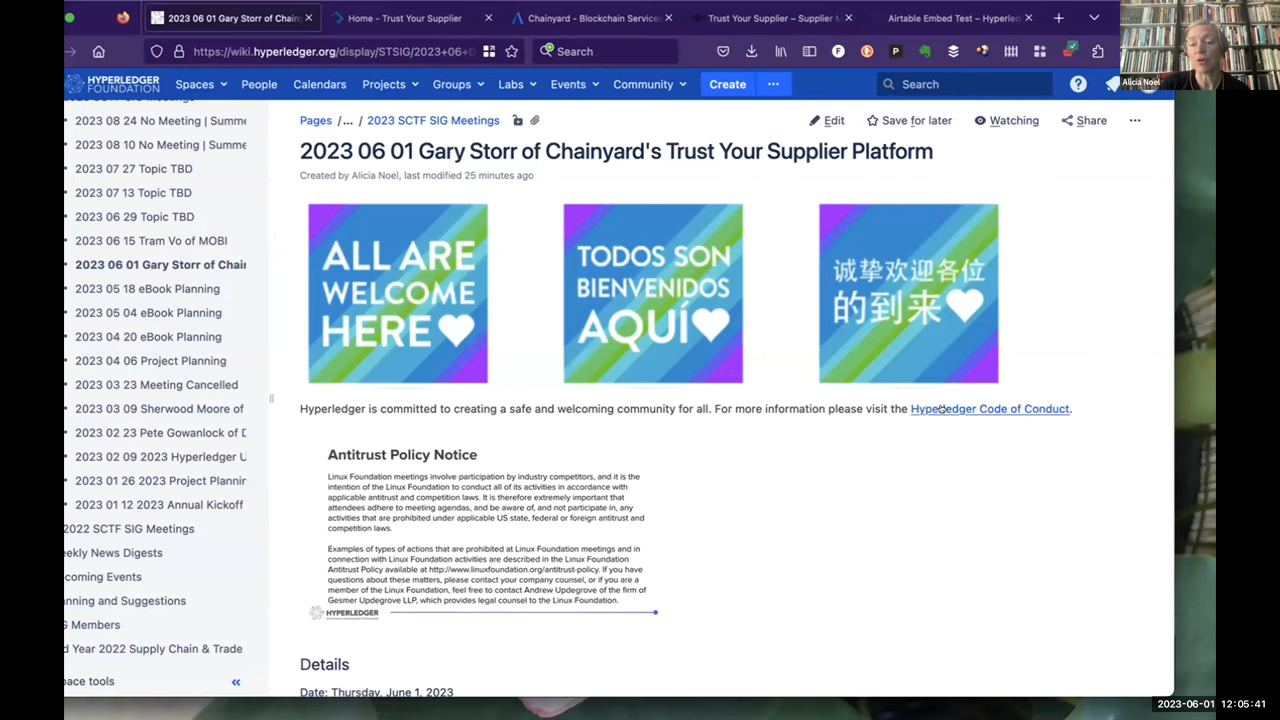 2023 06 01 Gary Storr of Chain
Home - Trust Your Supplier
Chainyard - Blockchain Service
Trust Your Supplier – Supplier M
Airtable Embed Test – Hyperle
https://wiki.hyperledger.org/display/STSIG/2023+06+0
Search
Alicia Noel
HYPERLEDGER
FOUNDATION
Spaces
People
Calendars
Projects
Groups
Labs
Events
Community
Create
Search
2023 08 24 No Meeting | Summe
2023 08 10 No Meeting | Summe
2023 07 27 Topic TBD
2023 07 13 Topic TBD
2023 06 29 Topic TBD
2023 06 15 Tram Vo of MOBI
2023 06 01 Gary Storr of Chair
2023 05 18 eBook Planning
2023 05 04 eBook Planning
2023 04 20 eBook Planning
2023 04 06 Project Planning
2023 03 23 Meeting Cancelled
2023 03 09 Sherwood Moore of
2023 02 23 Pete Gowanlock of D
2023 02 09 2023 Hyperledger U
2023 01 26 2023 Project Plannin
2023 01 12 2023 Annual Kickoff
2022 SCTF SIG Meetings
eekly News Digests
coming Events
anning and Suggestions
G Members
d Year 2022 Supply Chain & Trade
pace tools
Pages /... / 2023 SCTF SIG Meetings
Edit
Save for later
Watching
Share
2023 06 01 Gary Storr of Chainyard's Trust Your Supplier Platform
Created by Alicia Noel, last modified 25 minutes ago
ALL ARE
WELCOME
HERE
TODOS SON
BIENVENIDOS
AQUÍ
诚挚欢迎各位
的到来
Hyperledger is committed to creating a safe and welcoming community for all. For more information please visit the Hyperledger Code of Conduct.
Antitrust Policy Notice
Linux Foundation meetings involve participation by industry competitors, and it is the
intention of the Linux Foundation to conduct all of its activities in accordance with
applicable antitrust and competition laws. It is therefore extremely important that
attendees adhere to meeting agendas, and be aware of, and not participate in, any
activities that are prohibited under applicable US state, federal or foreign antitrust and
competition laws.
Examples of types of actions that are prohibited at Linux Foundation meetings and in
connection with Linux Foundation activities are described in the Linux Foundation
Antitrust Policy available at http://www.linuxfoundation.org/antitrust-policy. If you have
questions about these matters, please contact your company counsel, or if you are a
member of the Linux Foundation, feel free to contact Andrew Updegrove of the firm of
Gesmer Updegrove LLP, which provides legal counsel to the Linux Foundation.
HYPERLEDGER
Details
Date: Thursday, June 1, 2023
2023-06-01 12:05:41